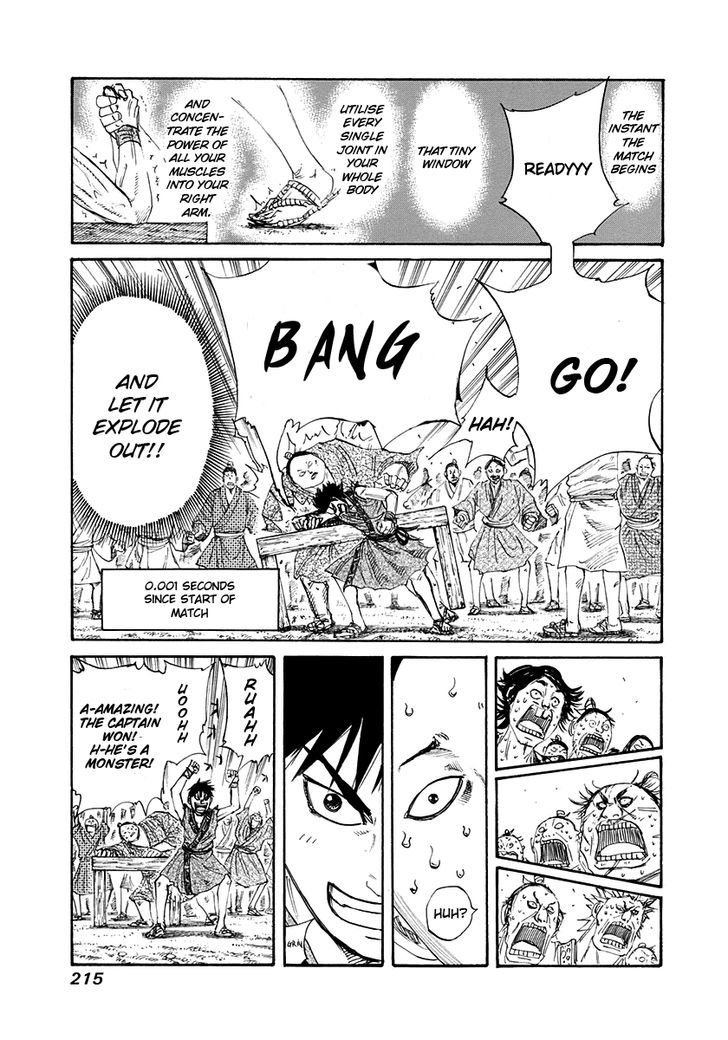 THE
INSTANT
THE
MATCH
BEGINS
READYYY
THAT TINY
WINDOW
UTILISE
EVERY
SINGLE
JOINT IN
YOUR
WHOLE
BODY
AND
CONCEN-
TRATE THE
POWER OF
ALL YOUR
MUSCLES
INTO YOUR
RIGHT
ARM.
GO!
HAH!
BANG
AND
LET IT
EXPLODE
OUT!!
0.001 SECONDS
SINCE START OF
MATCH
HUH?
GRN
RUAHH
UOOHH
A-AMAZING!
THE CAPTAIN
WON!
H-HE'S A
MONSTER!
215